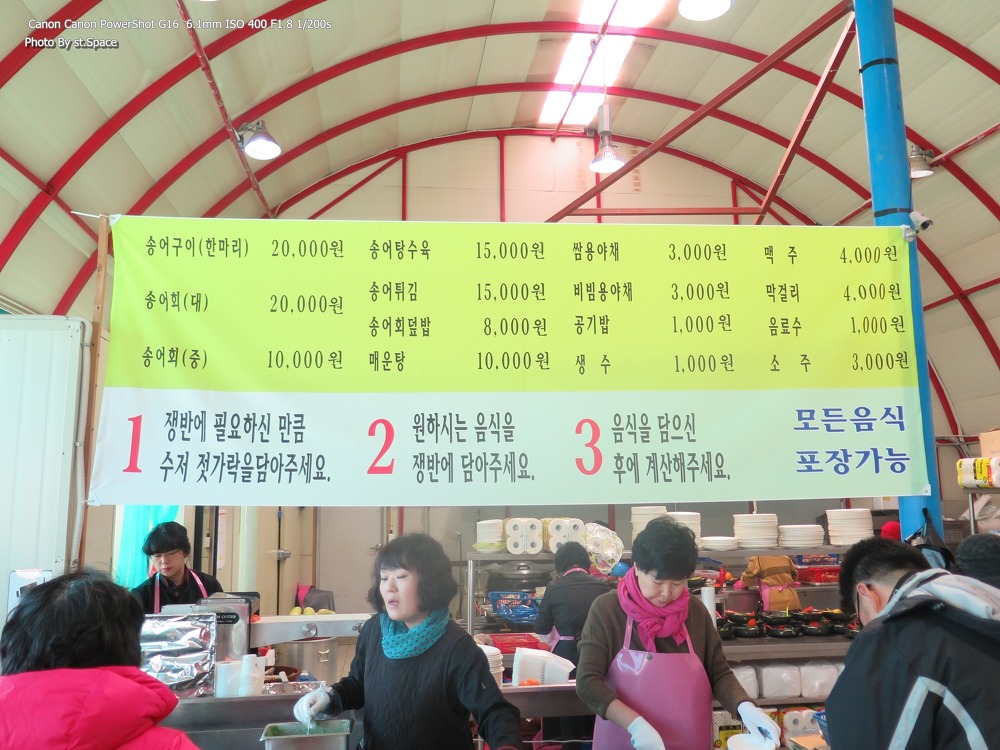 Canon Canon PowerShot G16 6.1mm ISO 400 F1.8 1/200s
Photo By st.Space
송어구이(한마리) 20,000원 송어탕수육 15,000원 쌈용야채 3,000원 맥 주 4,000원
송어회(대) 20,000원 송어튀김 15,000원 비빔용야채 3,000원 막걸리 4,000원
송어회덮밥 8,000원 공기밥 1,000원 음료수 1,000원
송어회(중) 10,000원 매운탕 10,000원 생 수 1,000원 소 주 3,000원
1 쟁반에 필요하신 만큼
수저 젓가락을담아주세요.
2 원하시는 음식을
쟁반에 담아주세요.
3 음식을 담으신
후에 계산해주세요.
모든음식
포장가능